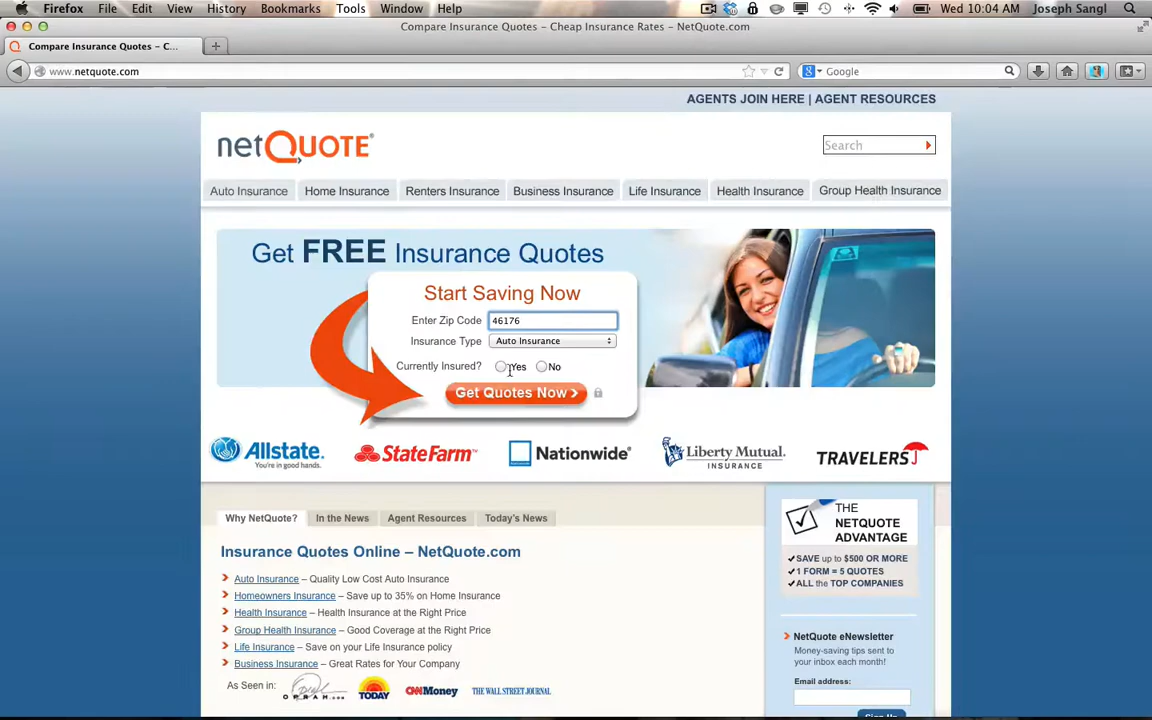 Firefox File Edit View History Bookmarks Tools Window Help Wed 10:04 AM Joseph Sangl
Compare Insurance Quotes – Cheap Insurance Rates – NetQuote.com
Compare Insurance Quotes – C...
www.netquote.com Google
AGENTS JOIN HERE | AGENT RESOURCES
netQUOTE®
Search
Auto Insurance Home Insurance Renters Insurance Business Insurance Life Insurance Health Insurance Group Health Insurance
Get FREE Insurance Quotes
Start Saving Now
Enter Zip Code 46176
Insurance Type Auto Insurance
Currently Insured? Yes No
Get Quotes Now
Allstate. StateFarm™ Nationwide® Liberty Mutual. TRAVELERS
You're in good hands. INSURANCE
Why NetQuote? In the News Agent Resources Today's News
Insurance Quotes Online – NetQuote.com
Auto Insurance – Quality Low Cost Auto Insurance
Homeowners Insurance – Save up to 35% on Home Insurance
Health Insurance – Health Insurance at the Right Price
Group Health Insurance – Good Coverage at the Right Price
Life Insurance – Save on your Life Insurance policy
Business Insurance – Great Rates for Your Company
As Seen in: OPRAH.com TODAY CNNMoney THE WALL STREET JOURNAL
THE
NETQUOTE
ADVANTAGE
SAVE up to $500 OR MORE
1 FORM = 5 QUOTES
ALL the TOP COMPANIES
NetQuote eNewsletter
Money-saving tips sent to
your inbox each month!
Email address:
Sign Up